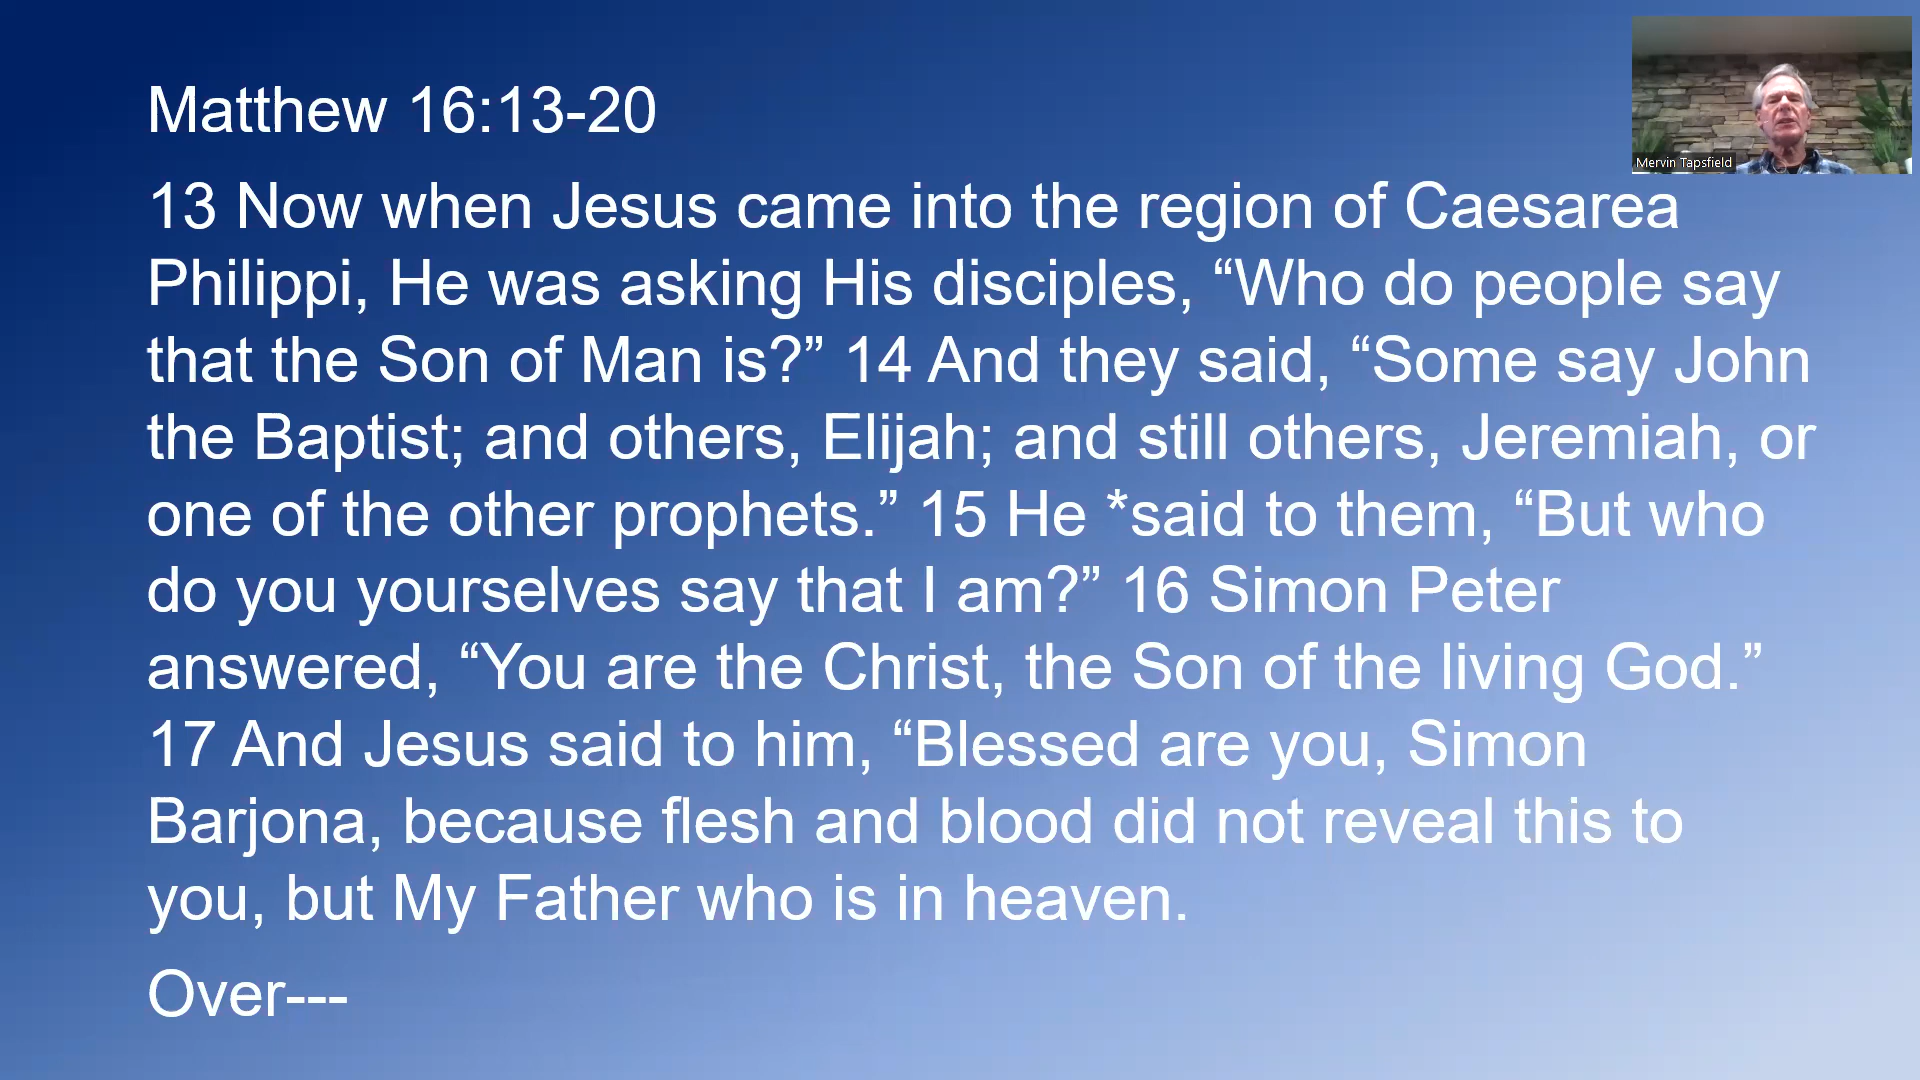 Matthew 16:13-20
Mervin Tapsfield
13 Now when Jesus came into the region of Caesarea
Philippi, He was asking His disciples, “Who do people say
that the Son of Man is?” 14 And they said, “Some say John
the Baptist; and others, Elijah; and still others, Jeremiah, or
one of the other prophets.” 15 He *said to them, “But who
do you yourselves say that I am?” 16 Simon Peter
answered, “You are the Christ, the Son of the living God.”
17 And Jesus said to him, “Blessed are you, Simon
Barjona, because flesh and blood did not reveal this to
you, but My Father who is in heaven.
Over---